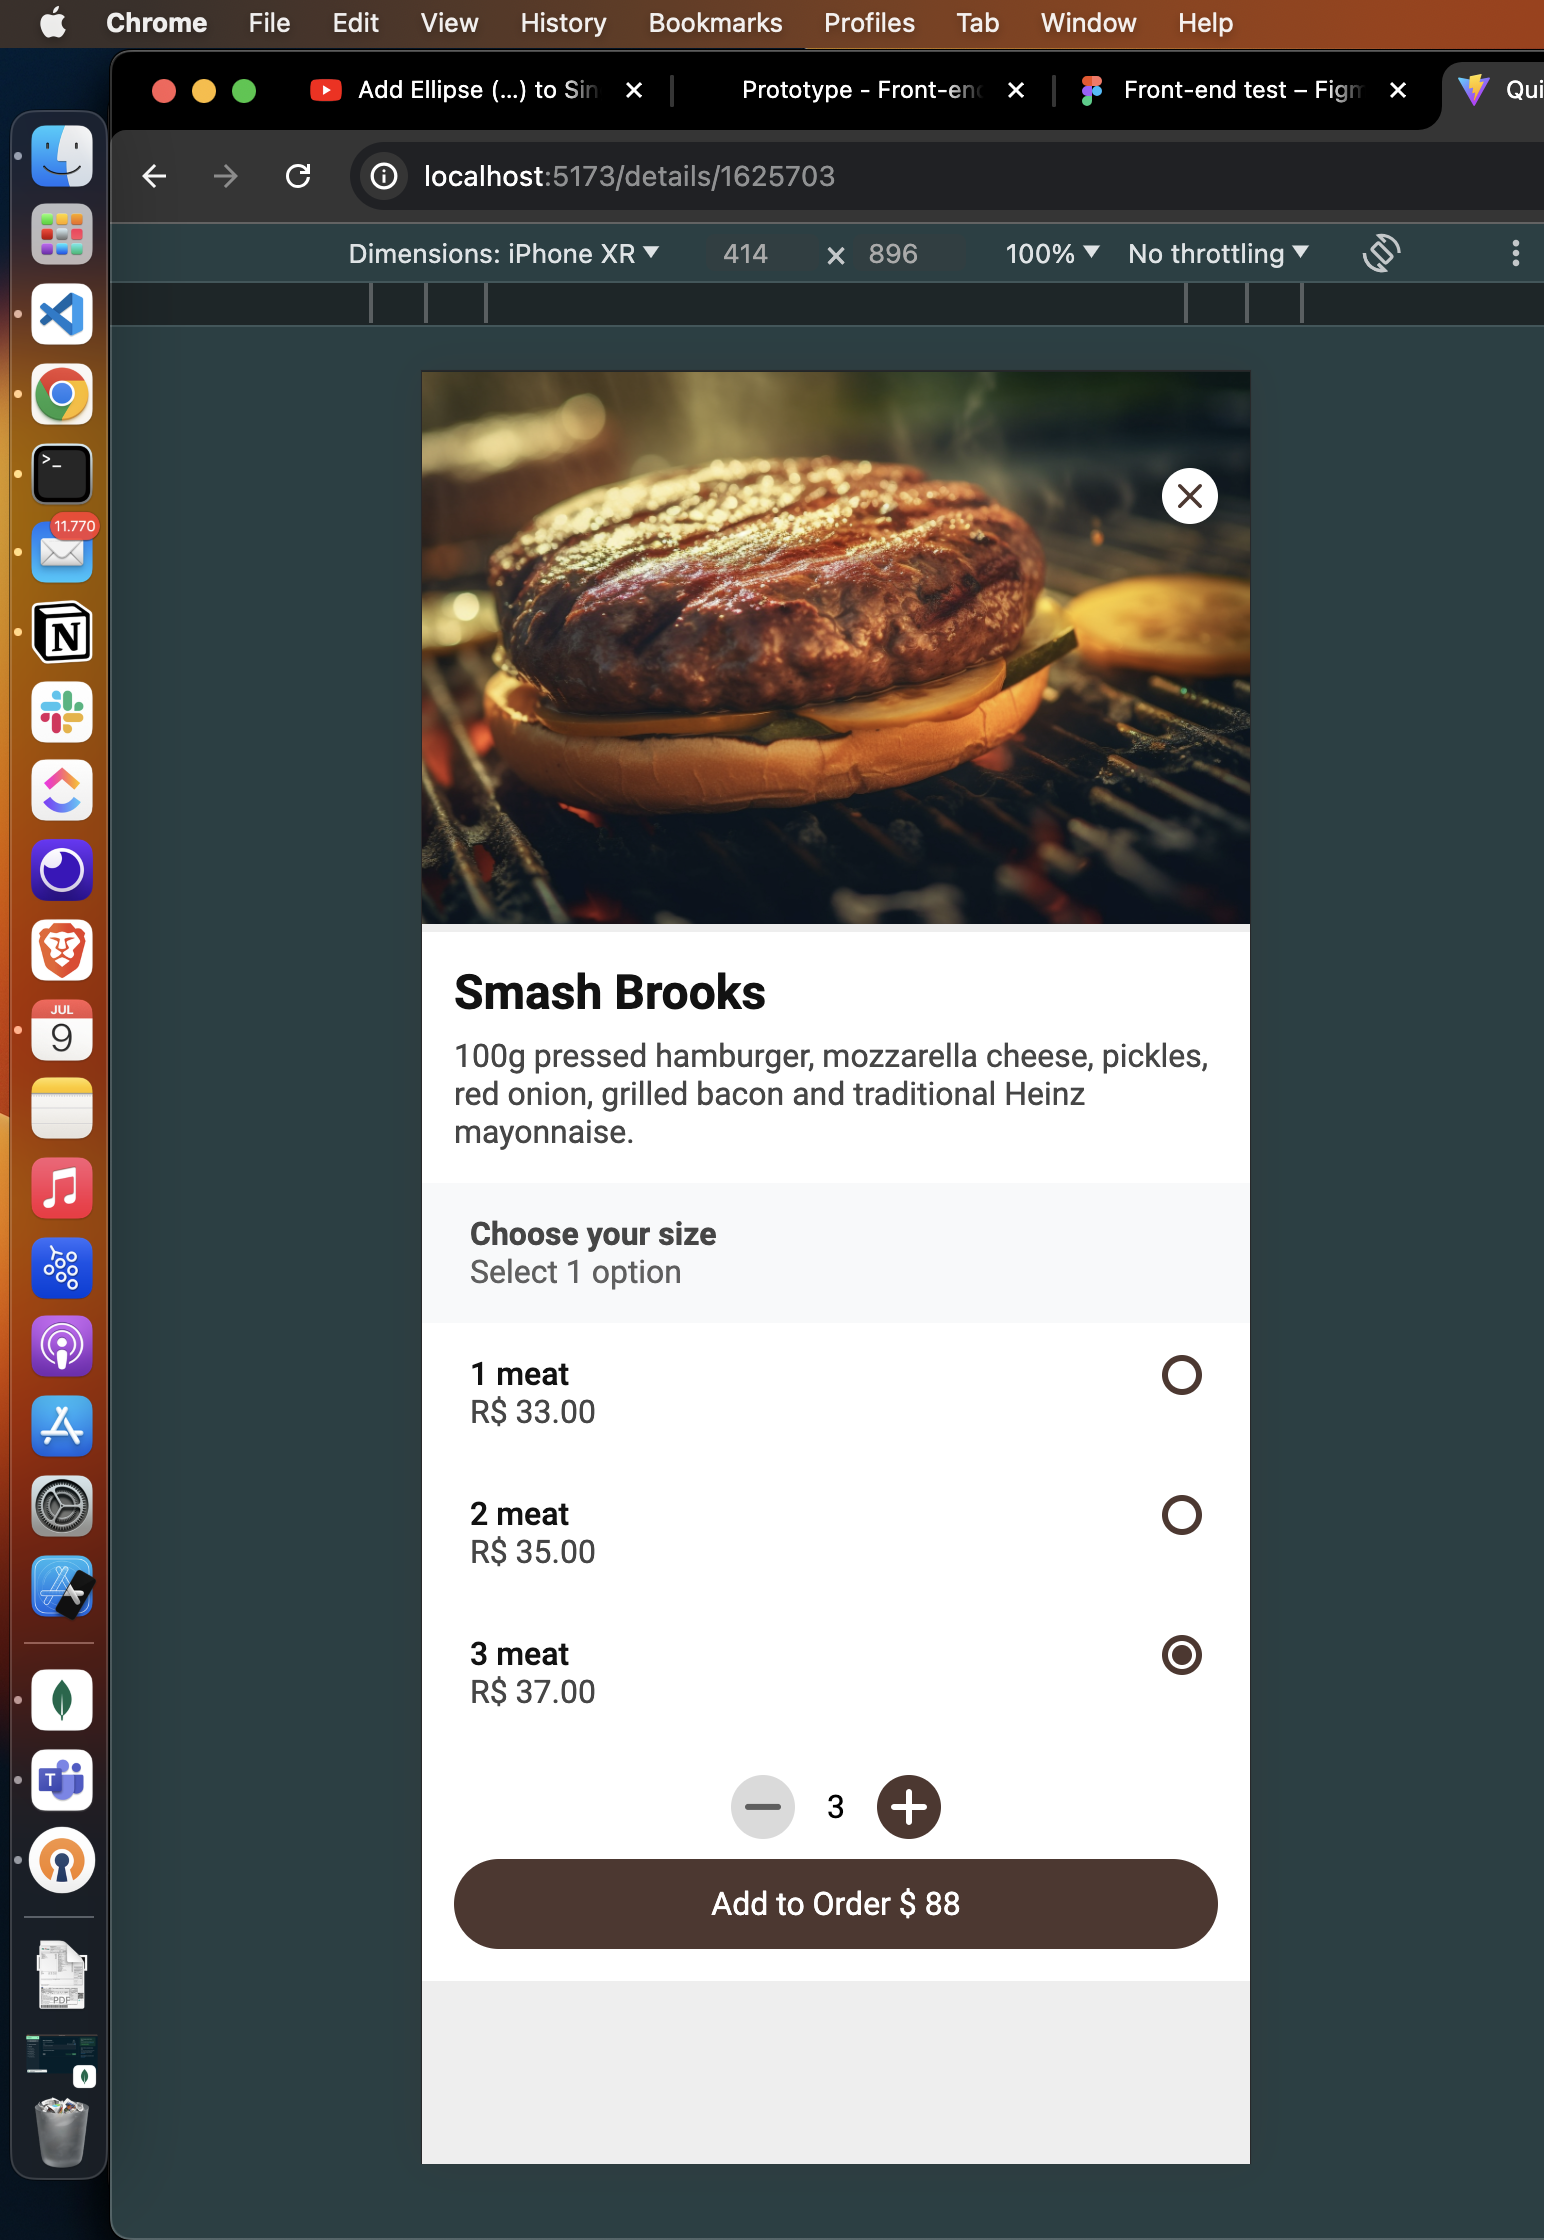 Chrome File Edit View History Bookmarks Profiles Tab Window Help
Add Ellipse (...) to Sin
Prototype - Front-end
Front-end test – Figm
Qui
localhost:5173/details/1625703
Dimensions: iPhone XR 414 × 896 100% No throttling
>_
11.770
N
JUL
9
T
PDF
Smash Brooks
100g pressed hamburger, mozzarella cheese, pickles,
red onion, grilled bacon and traditional Heinz
mayonnaise.
Choose your size
Select 1 option
1 meat
R$ 33.00
2 meat
R$ 35.00
3 meat
R$ 37.00
3
Add to Order $ 88